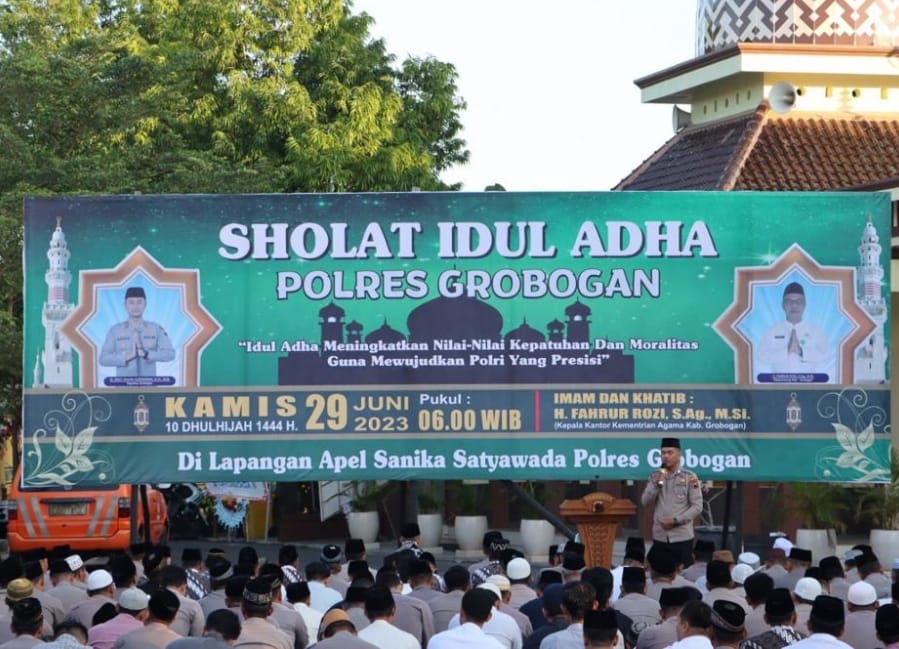 SHOLAT IDUL ADHA
POLRES GROBOGAN
"Idul Adha Meningkatkan Nilai-Nilai Kepatuhan Dan Moralitas
Guna Mewujudkan Polri Yang Presisi"
KAMIS 29 JUNI 2023
10 DHULHIJAH 1444 H.
Pukul :
06.00 WIB
IMAM DAN KHATIB :
H. FAHRUR ROZI, S.Ag., M.SI.
(Kepala Kantor Kementrian Agama Kab. Grobogan)
Di Lapangan Apel Sanika Satyawada Polres Grobogan